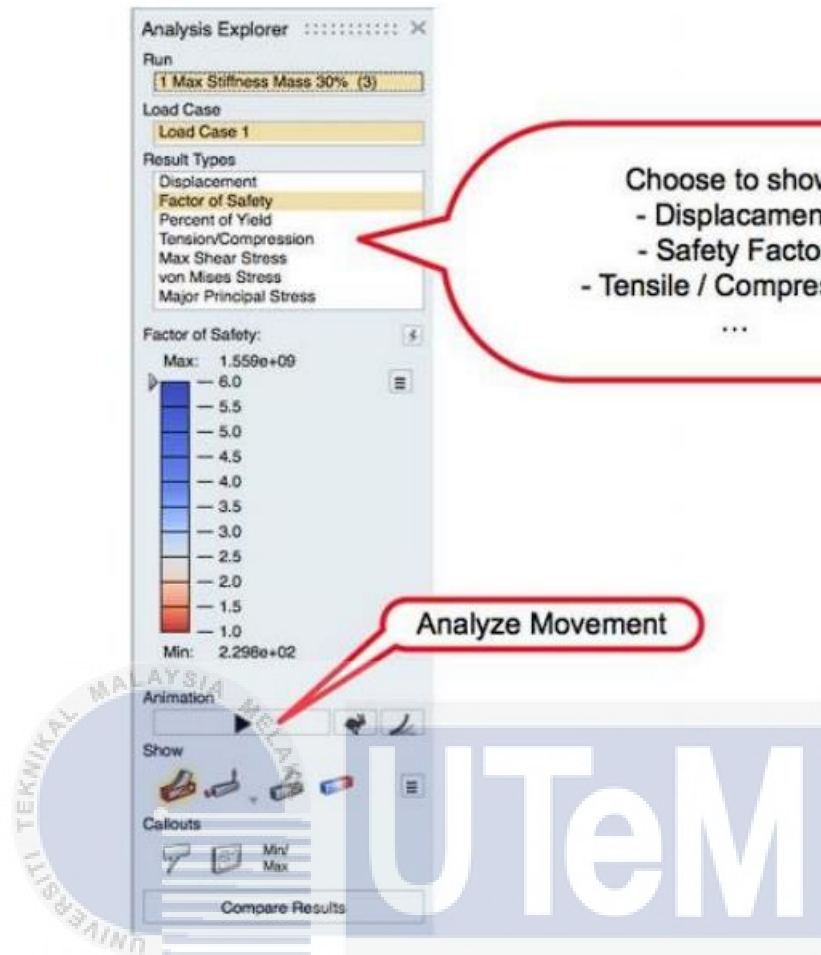 Analysis Explorer
Run
1 Max Stiffness Mass 30% (3)
Load Case
Load Case 1
Result Types
Displacement
Factor of Safety
Percent of Yield
Tension/Compression
Max Shear Stress
von Mises Stress
Major Principal Stress
Factor of Safety:
Max: 1.559e+09
6.0
5.5
5.0
4.5
4.0
3.5
3.0
2.5
2.0
1.5
1.0
Min: 2.298e+02
Animation
Show
Callouts
Min/
Max
Compare Results
Choose to show
- Displacamen
- Safety Facto
- Tensile / Compres
...
Analyze Movement
UNIVERSITI TEKNIKAL MALAYSIA MELAKA
UTeM